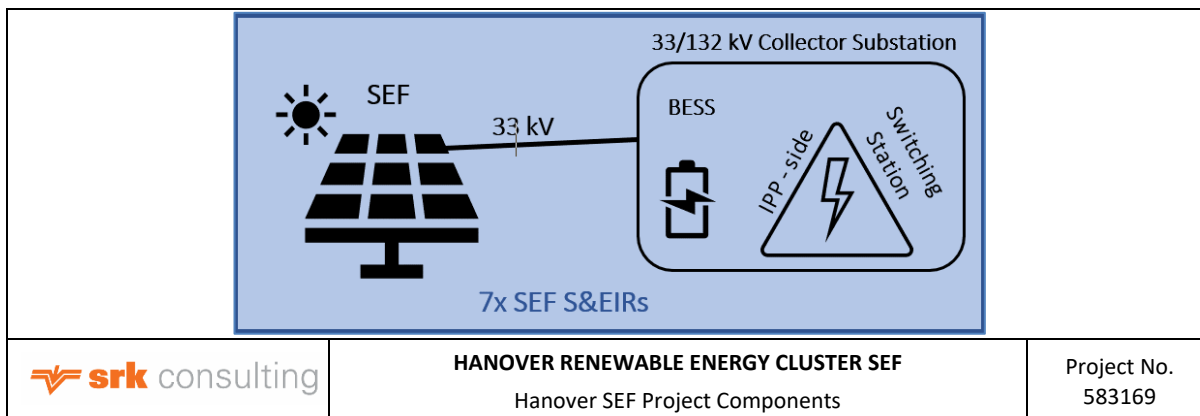 33/132 kV Collector Substation
SEF
33 kV
BESS
IPP - side
Switching
Station
7x SEF S&EIRs
srk consulting
HANOVER RENEWABLE ENERGY CLUSTER SEF
Hanover SEF Project Components
Project No.
583169